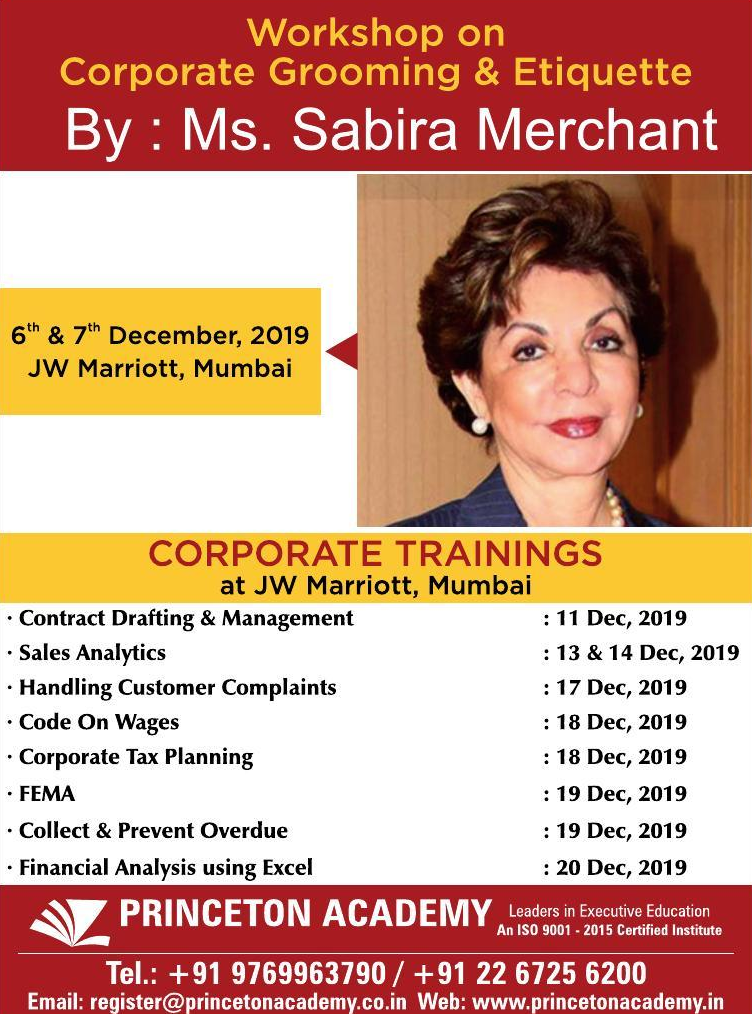 Workshop on
Corporate Grooming & Etiquette
By : Ms. Sabira Merchant
6th & 7th December, 2019
JW Marriott, Mumbai
CORPORATE TRAININGS
at JW Marriott, Mumbai
· Contract Drafting & Management : 11 Dec, 2019
· Sales Analytics : 13 & 14 Dec, 2019
· Handling Customer Complaints : 17 Dec, 2019
· Code On Wages : 18 Dec, 2019
· Corporate Tax Planning : 18 Dec, 2019
· FEMA : 19 Dec, 2019
· Collect & Prevent Overdue : 19 Dec, 2019
· Financial Analysis using Excel : 20 Dec, 2019
PRINCETON ACADEMY
Leaders in Executive Education
An ISO 9001 - 2015 Certified Institute
Tel.: +91 9769963790 / +91 22 6725 6200
Email: register@princetonacademy.co.in Web: www.princetonacademy.in